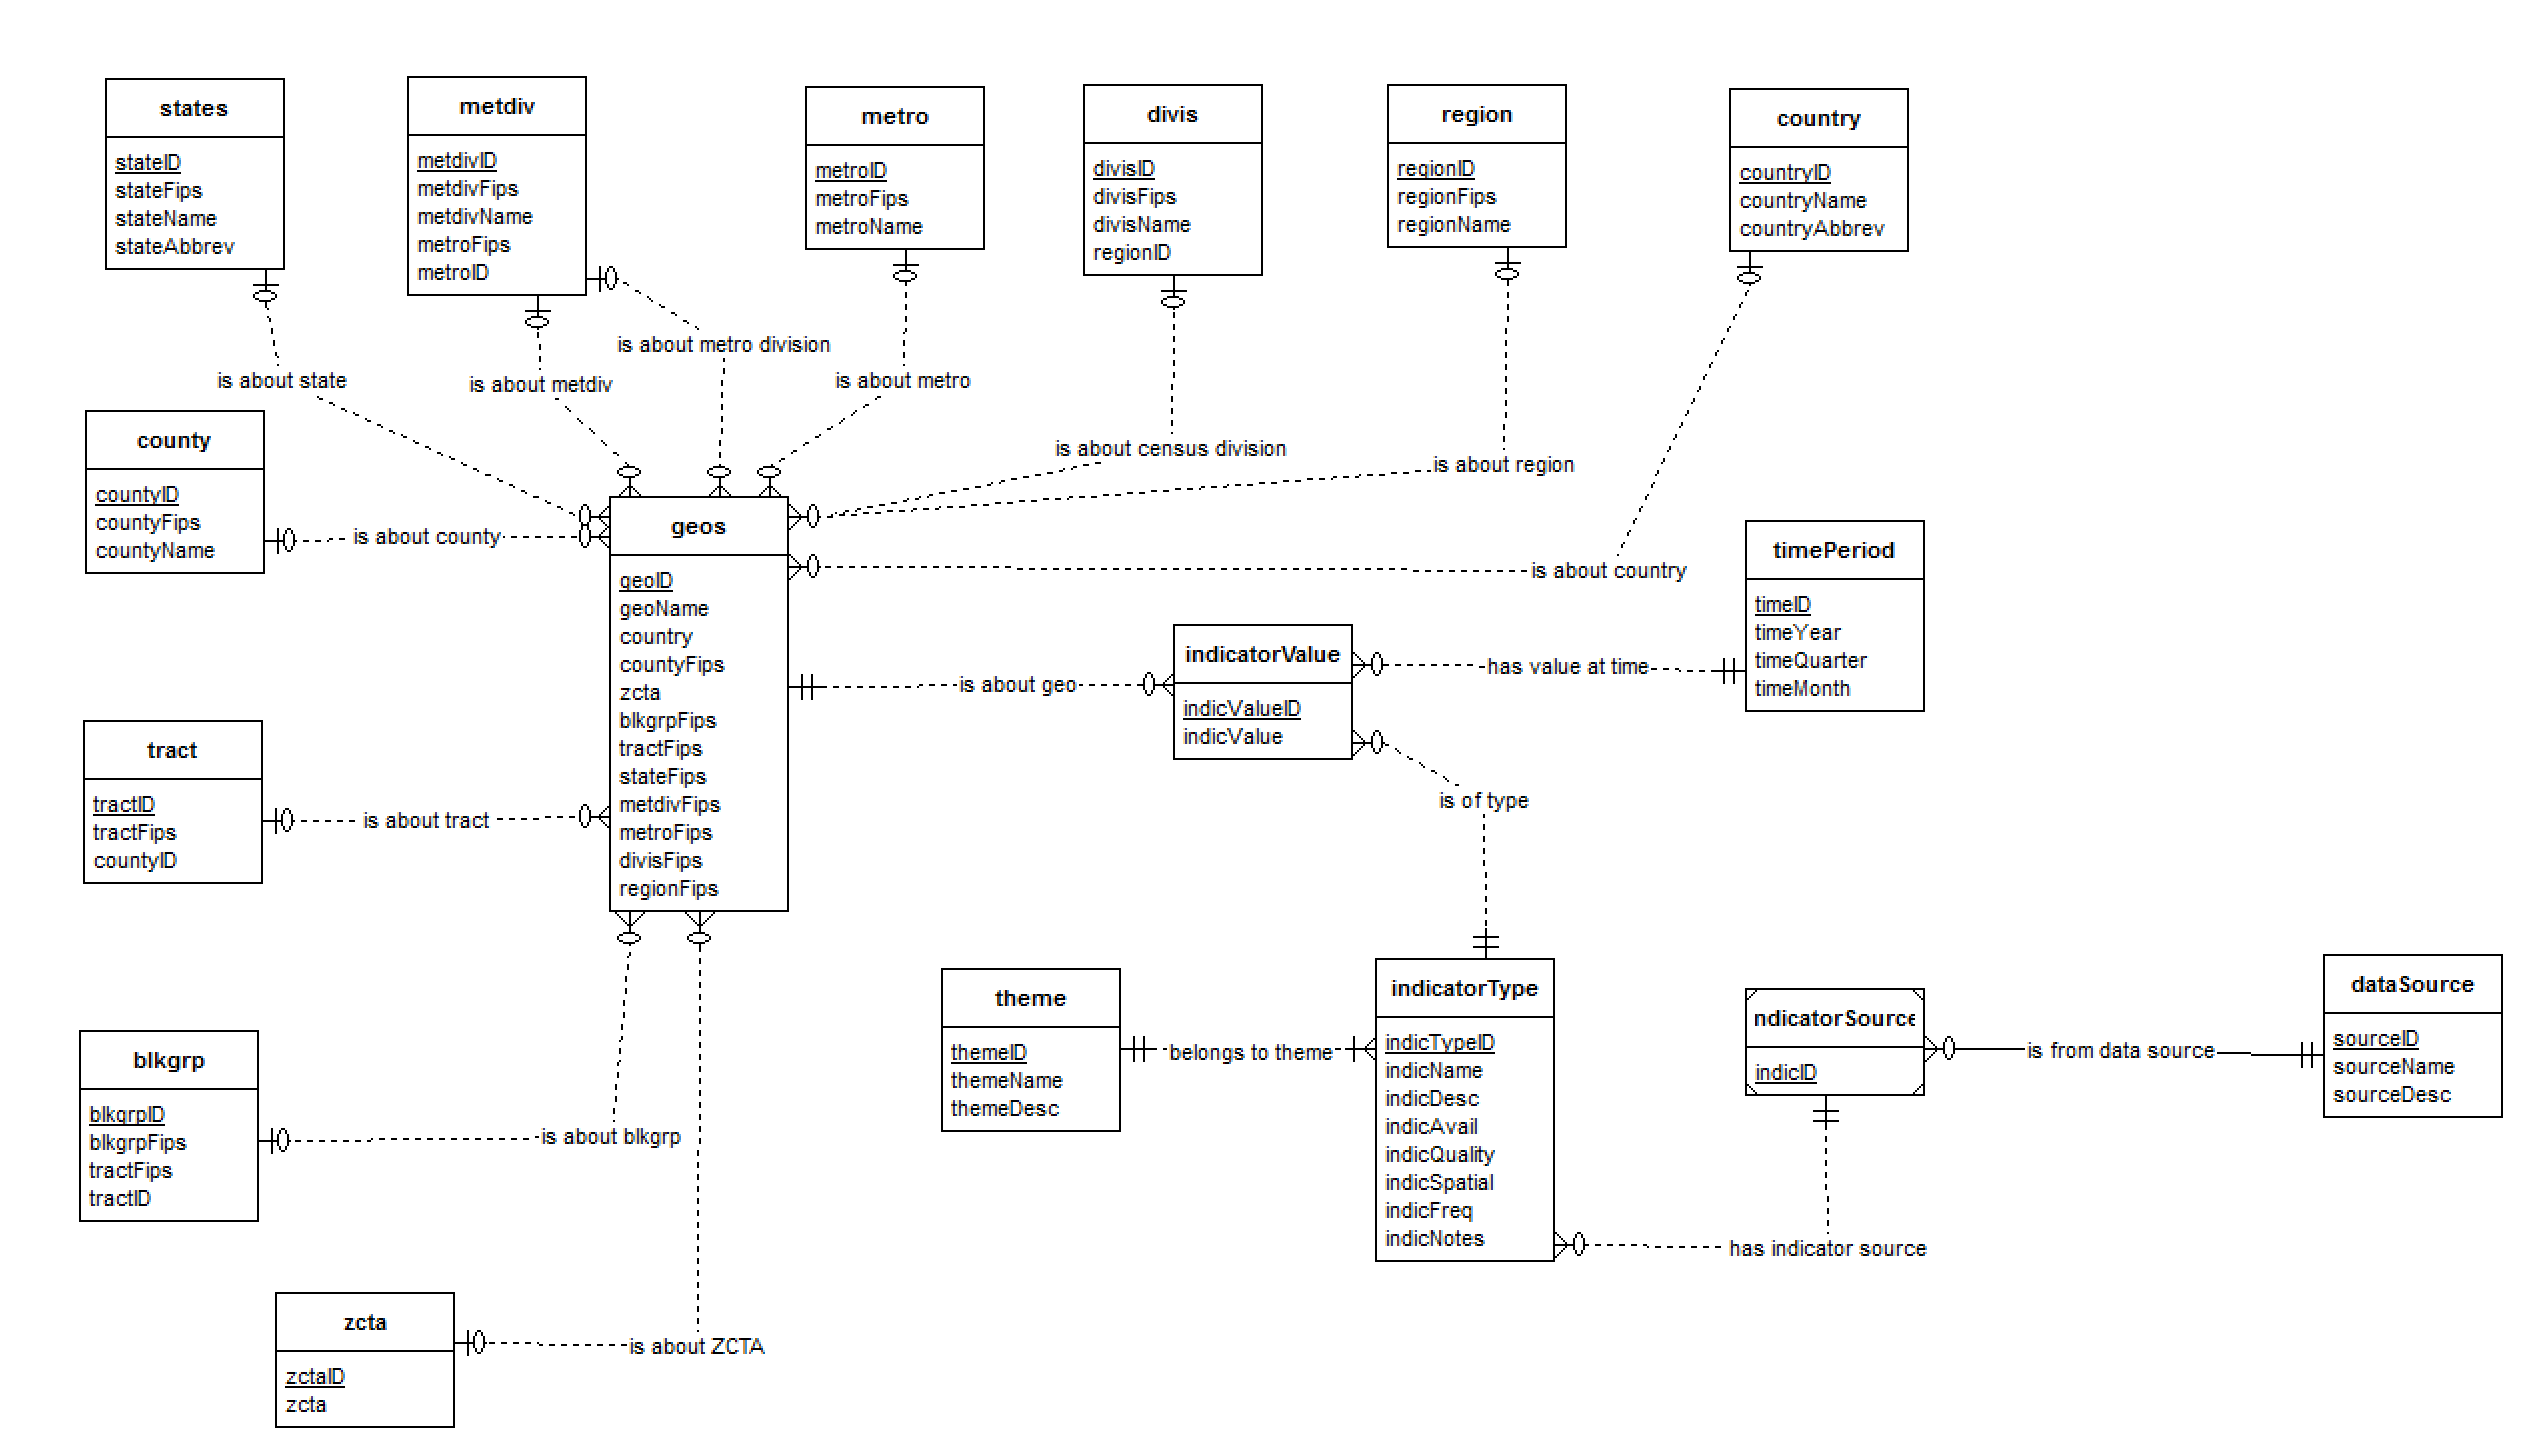 states
stateID
stateFips
stateName
stateAbbrev
metdiv
metdivID
metdivFips
metdivName
metroFips
metroID
metro
metroID
metroFips
metroName
divis
divisID
divisFips
divisName
regionID
region
regionID
regionFips
regionName
country
countryID
countryName
countryAbbrev
is about metro division
is about state
is about metdiv
is about metro
is about census division
is about region
county
countyID
countyFips
countyName
is about county
is about country
geos
geoID
geoName
country
countyFips
zcta
blkgrpFips
tractFips
stateFips
metdivFips
metroFips
divisFips
regionFips
timePeriod
timeID
timeYear
timeQuarter
timeMonth
is about geo
indicatorValue
indicValueID
indicValue
has value at time
is of type
tract
tractID
tractFips
countyID
is about tract
theme
themeID
themeName
themeDesc
belongs to theme
indicatorType
indicTypeID
indicName
indicDesc
indicAvail
indicQuality
indicSpatial
indicFreq
indicNotes
ndicatorSource
indicID
is from data source
dataSource
sourceID
sourceName
sourceDesc
has indicator source
blkgrp
blkgrpID
blkgrpFips
tractFips
tractID
is about blkgrp
zcta
zctaID
zcta
is about ZCTA